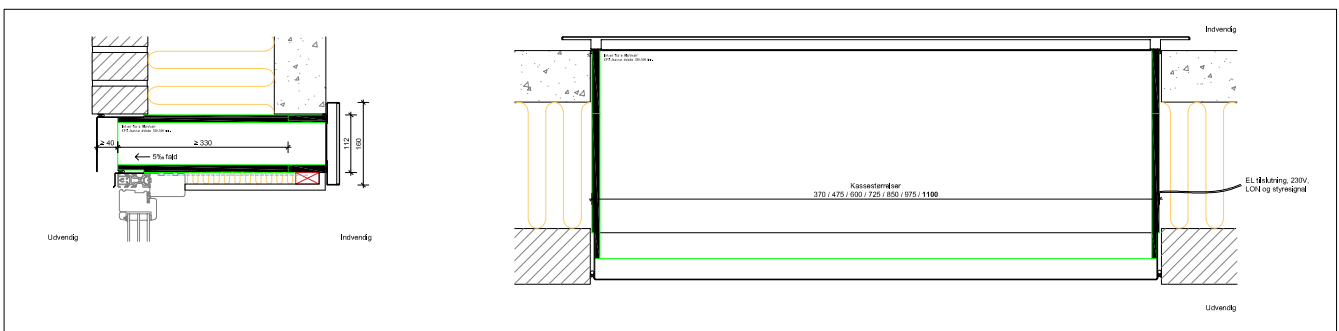 ≥ 40
≥ 330
5‰ fald
112
160
Udvendig
Indvendig
Indvendig
Kassestørrelser
370 / 475 / 600 / 725 / 850 / 975 / 1100
EL tilslutning, 230V,
LON og styresignal
Udvendig